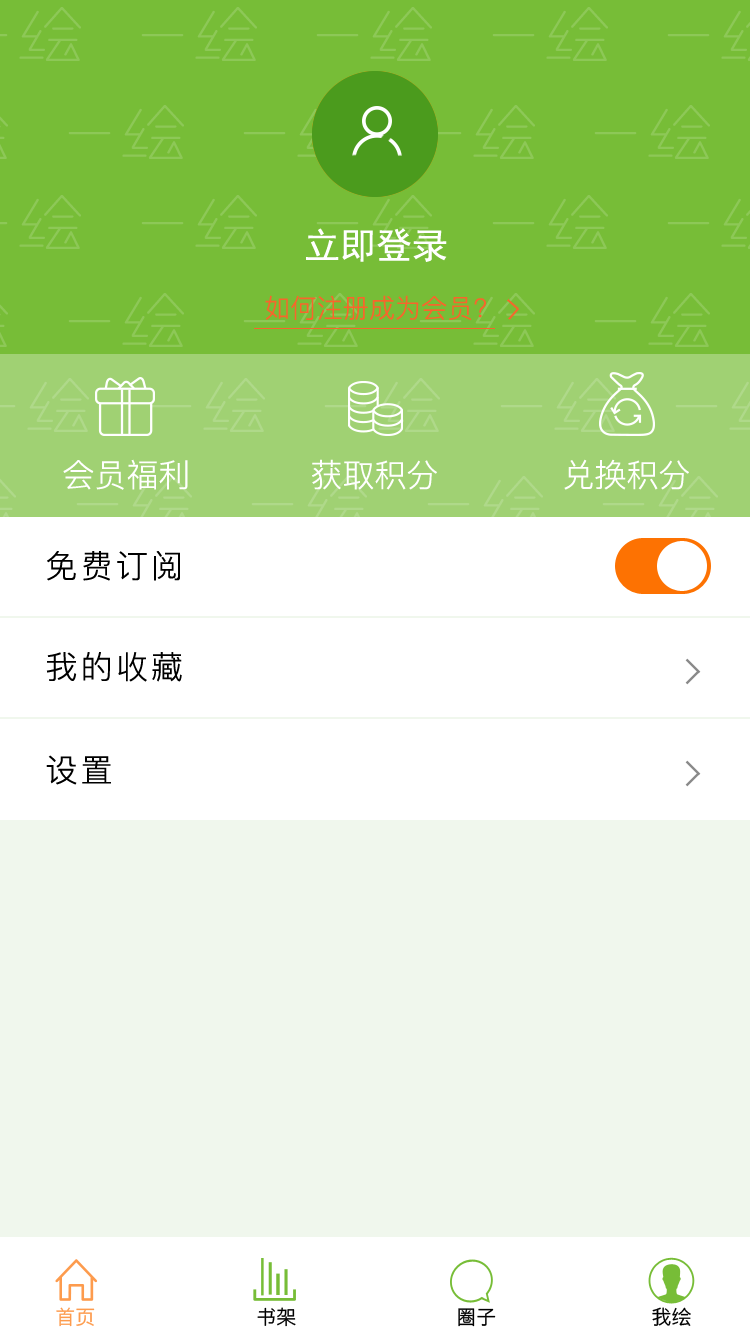 立即登录
如何注册成为会员？
会员福利 获取积分 兑换积分
免费订阅
我的收藏
设置
首页 书架 圈子 我绘
一绘